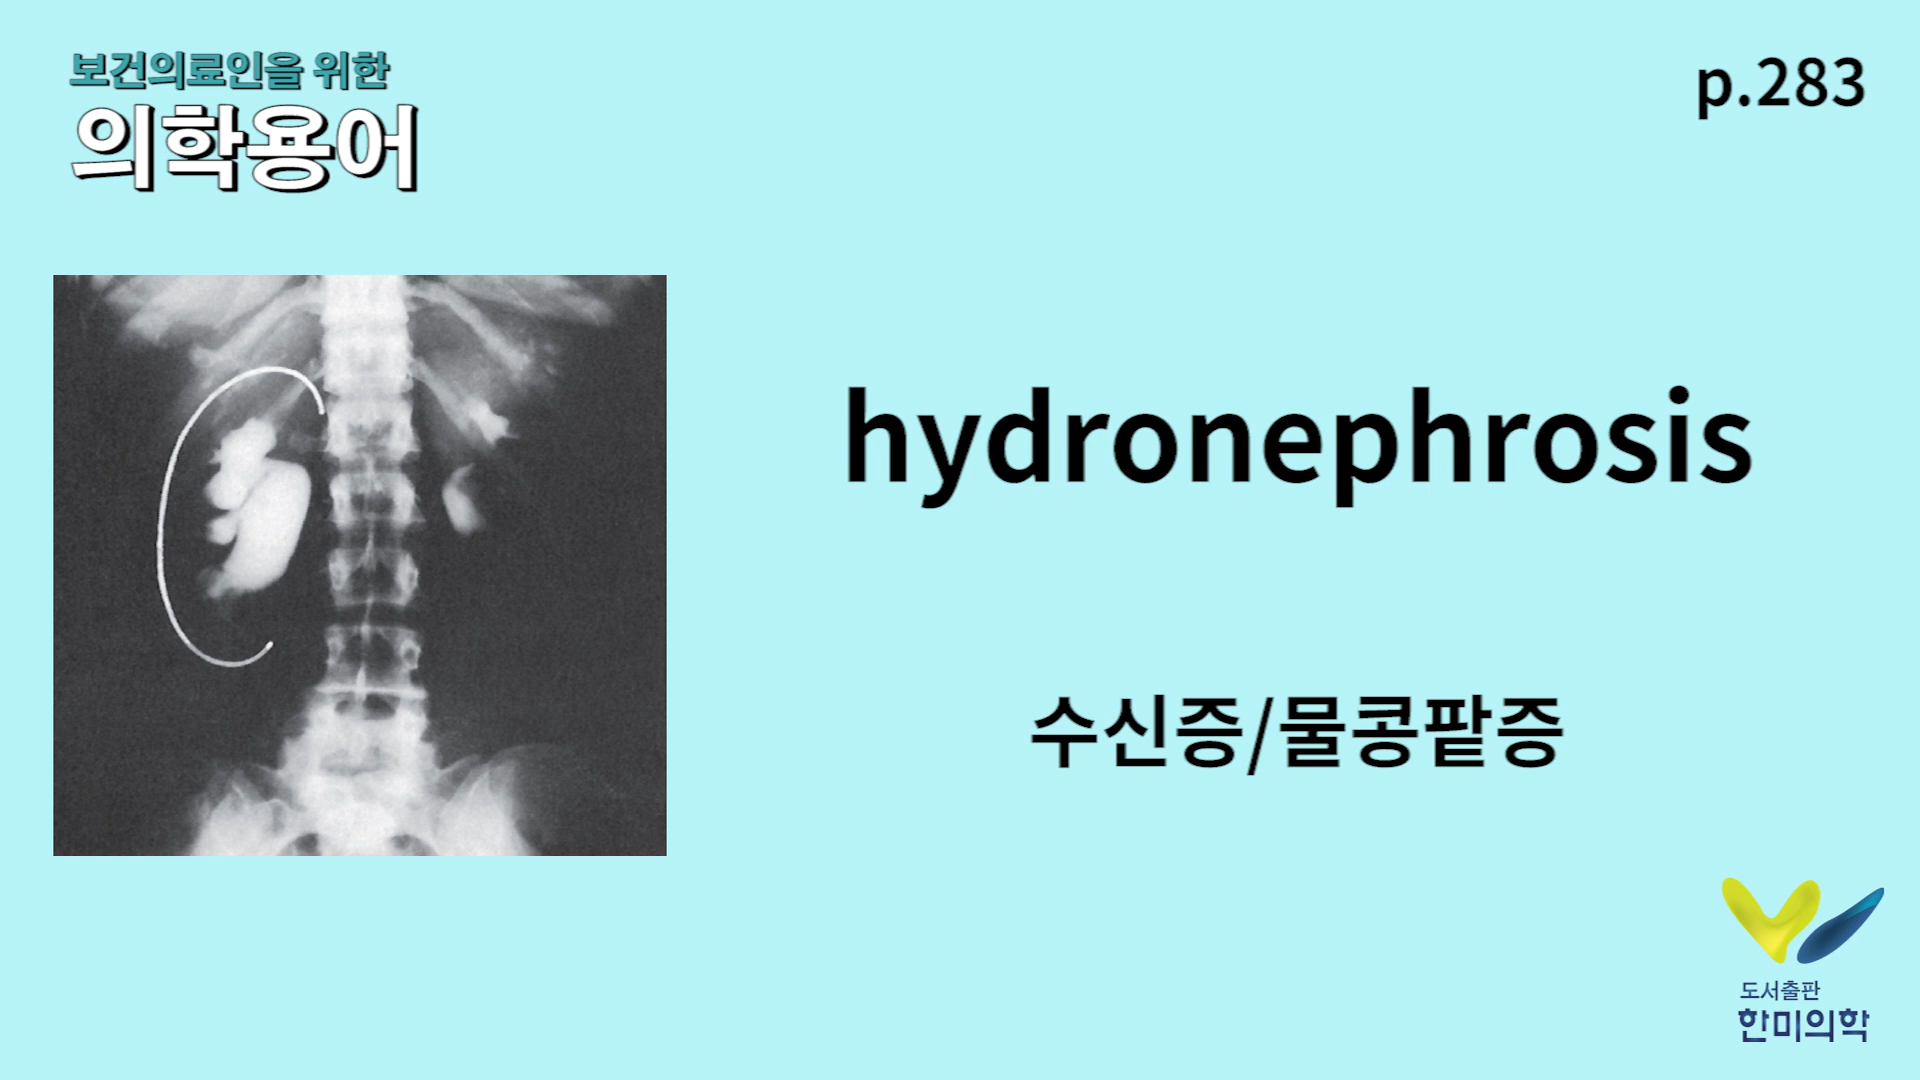 보건의료인을 위한
의학용어
p.283
hydronephrosis
수신증/물콩팥증
도서출판
한미의학